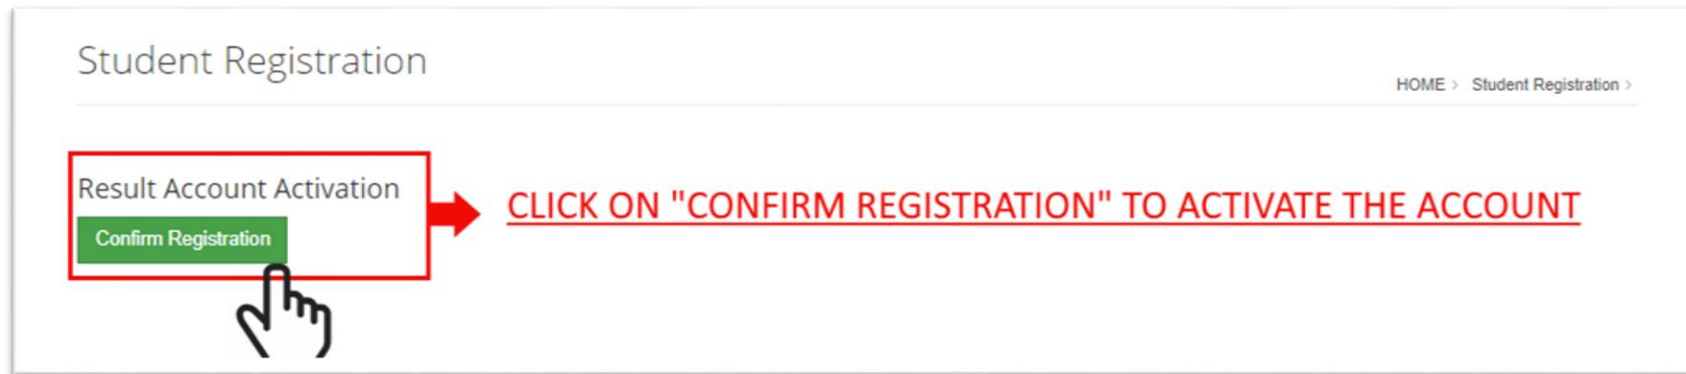 Student Registration
HOME > Student Registration >
Result Account Activation
Confirm Registration
CLICK ON "CONFIRM REGISTRATION" TO ACTIVATE THE ACCOUNT